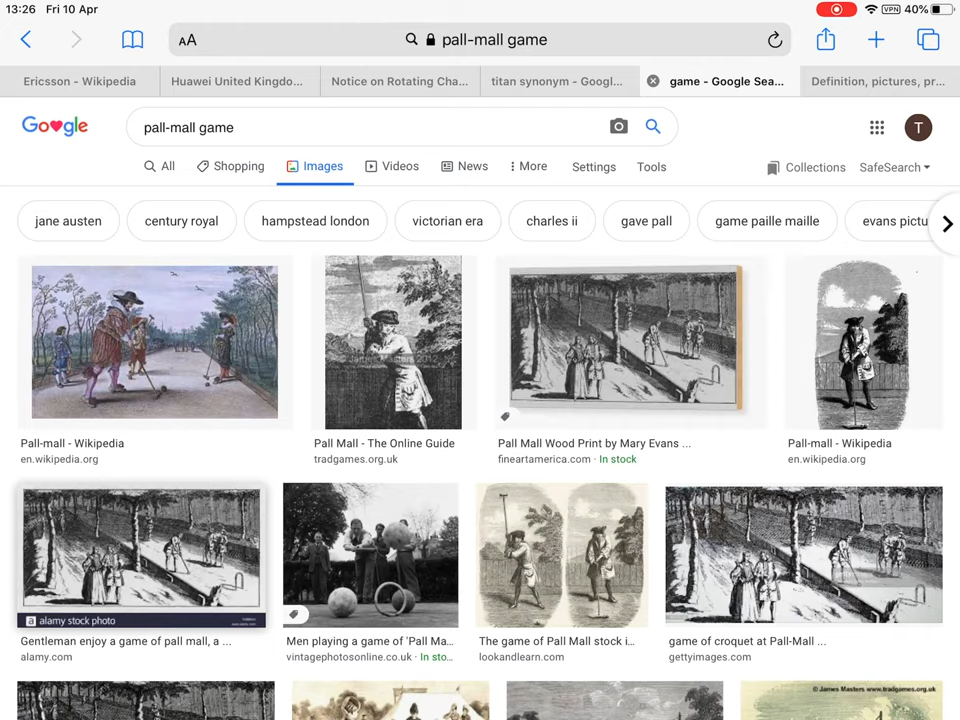 13:26 Fri 10 Apr
VPN 40%
AA pall-mall game
Ericsson - Wikipedia
Huawei United Kingdo...
Notice on Rotating Cha...
titan synonym - Googl...
game - Google Sea...
Definition, pictures, pr...
Google
pall-mall game
T
All
Shopping
Images
Videos
News
More
Settings
Tools
Collections
SafeSearch
jane austen
century royal
hampstead london
victorian era
charles ii
gave pall
game paille maille
evans pictu
© James Masters 2012
Pall-mall - Wikipedia
en.wikipedia.org
Pall Mall - The Online Guide
tradgames.org.uk
Pall Mall Wood Print by Mary Evans ...
fineartamerica.com · In stock
Pall-mall - Wikipedia
en.wikipedia.org
a alamy stock photo
Gentleman enjoy a game of pall mall, a ...
alamy.com
Men playing a game of 'Pall Ma...
vintagephotosonline.co.uk · In sto...
The game of Pall Mall stock i...
lookandlearn.com
game of croquet at Pall-Mall ...
gettyimages.com
© James Masters www.tradgames.org.uk